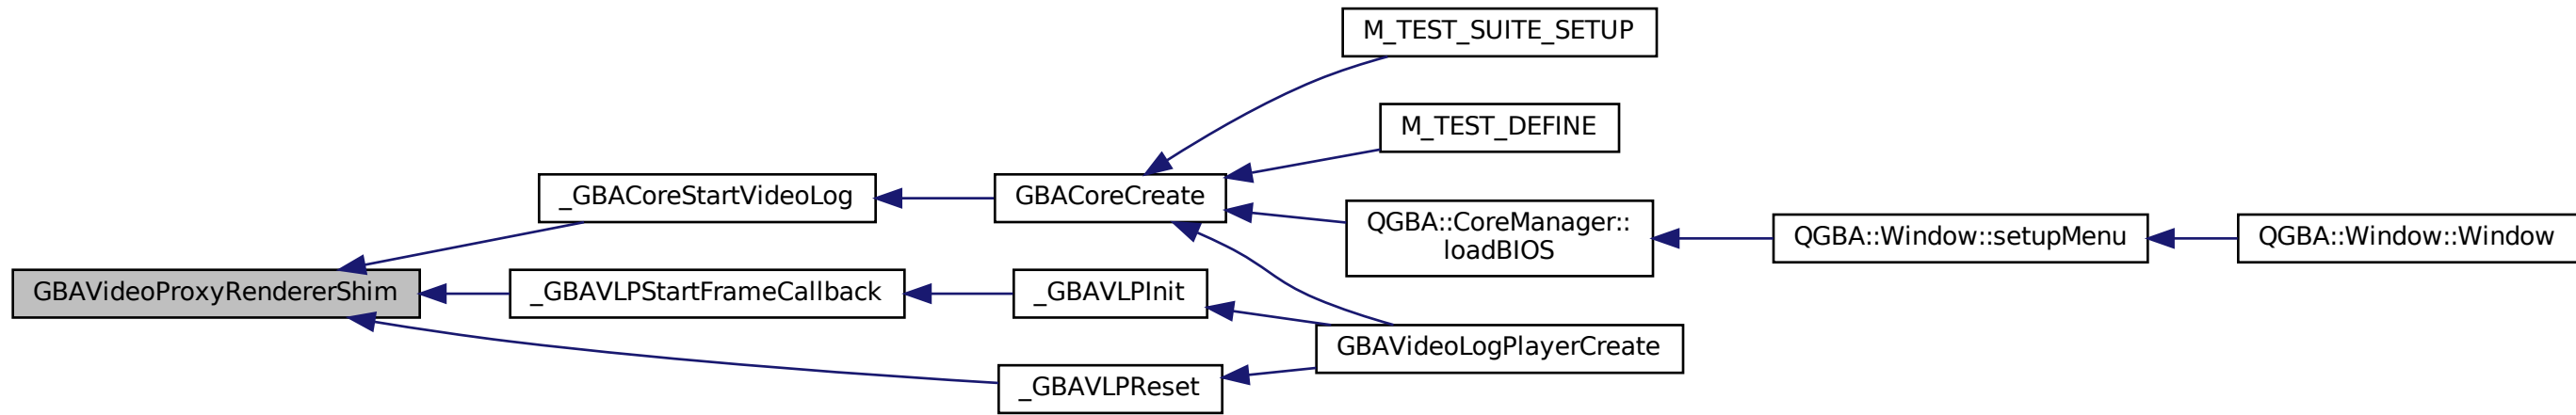 M_TEST_SUITE_SETUP
M_TEST_DEFINE
_GBACoreStartVideoLog
GBACoreCreate
QGBA::CoreManager::
loadBIOS
QGBA::Window::setupMenu
QGBA::Window::Window
GBAVideoProxyRendererShim
_GBAVLPStartFrameCallback
_GBAVLPInit
GBAVideoLogPlayerCreate
_GBAVLPReset